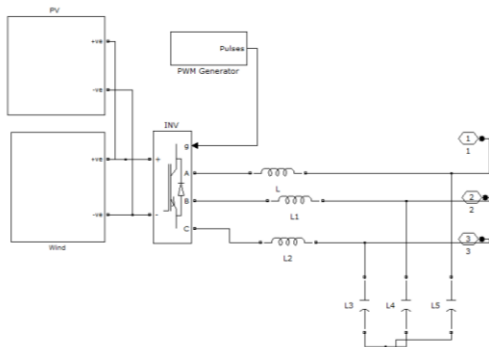 PV
+ve
-ve
Pulses
PWM Generator
INV
+ve
-ve
Wind
g
+
A
B
-
C
L
L1
L2
1
1
2
2
3
3
L3
L4
L5